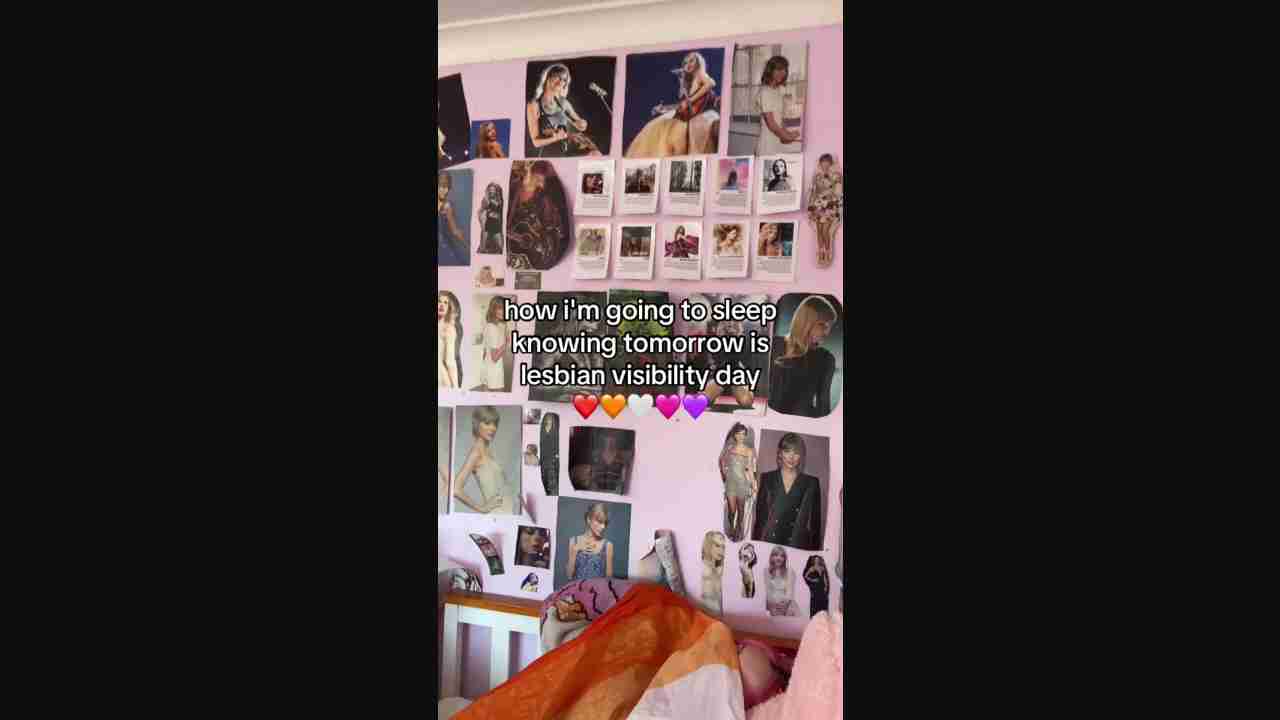 how i'm going to sleep
knowing tomorrow is
lesbian visibility day
❤️🧡🤍🩷💜